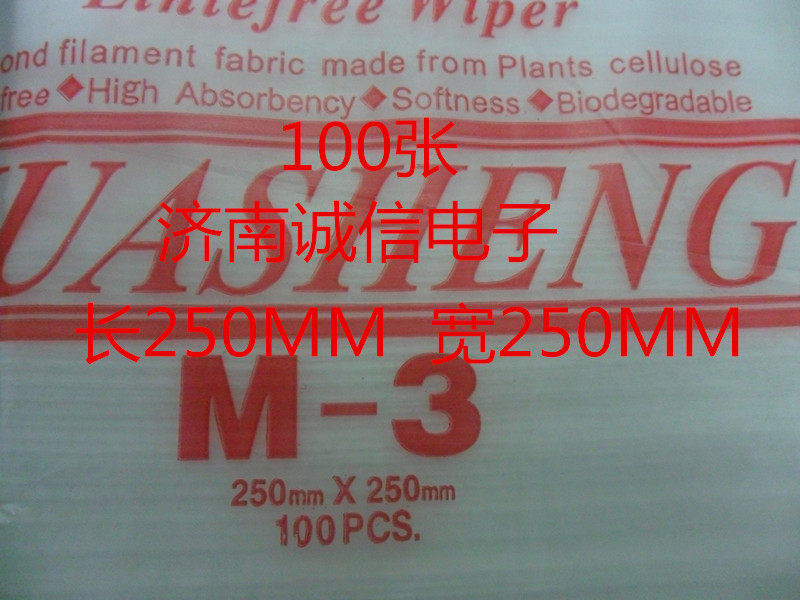 Lintefree Wiper
ond filament fabric made from Plants cellulose
free ◆High Absorbency ◆Softness ◆Biodegradable
100张
UASHENG
济南诚信电子
长250MM 宽250MM
M-3
250mm X 250mm
100PCS.